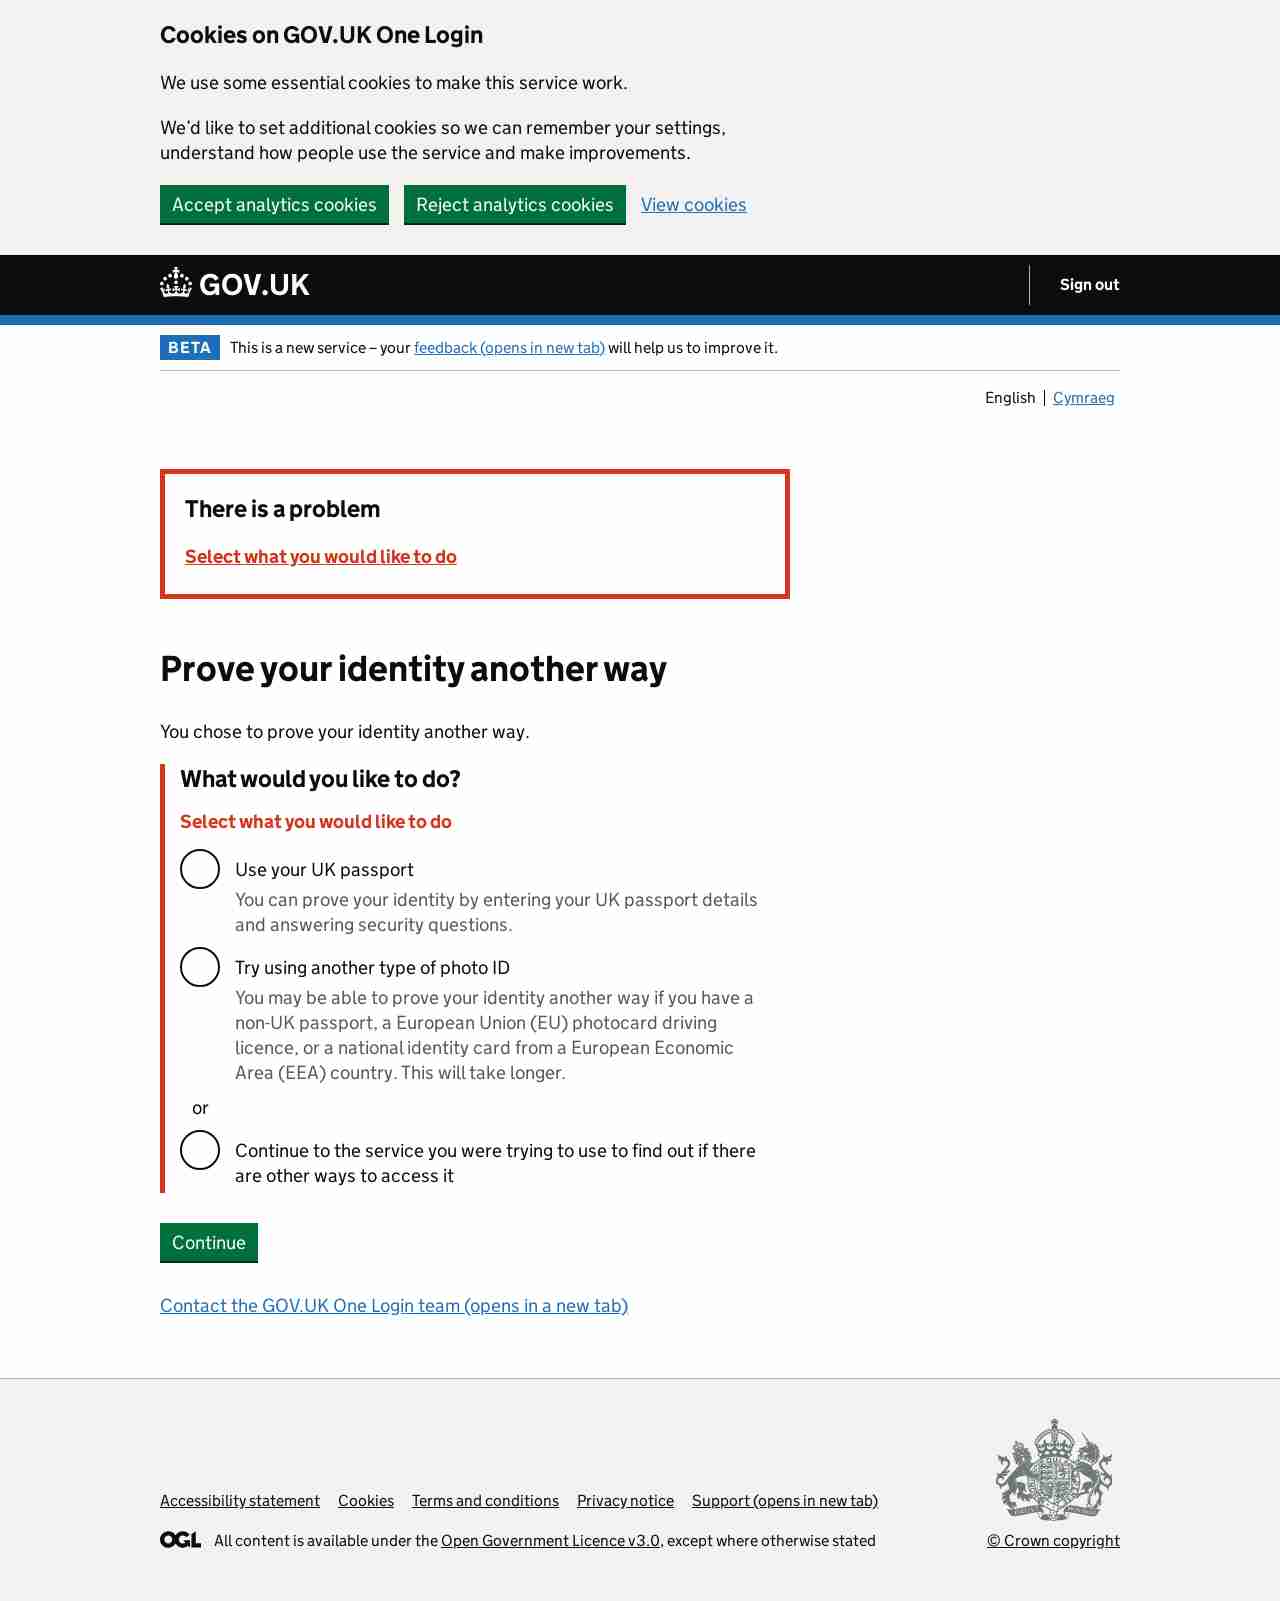 Cookies on GOV.UK One Login
We use some essential cookies to make this service work.
We’d like to set additional cookies so we can remember your settings,
understand how people use the service and make improvements.
Accept analytics cookies Reject analytics cookies View cookies
GOV.UK Sign out
BETA This is a new service – your feedback (opens in new tab) will help us to improve it.
English Cymraeg
There is a problem
Select what you would like to do
Prove your identity another way
You chose to prove your identity another way.
What would you like to do?
Select what you would like to do
Use your UK passport
You can prove your identity by entering your UK passport details
and answering security questions.
Try using another type of photo ID
You may be able to prove your identity another way if you have a
non-UK passport, a European Union (EU) photocard driving
licence, or a national identity card from a European Economic
Area (EEA) country. This will take longer.
or
Continue to the service you were trying to use to find out if there
are other ways to access it
Continue
Contact the GOV.UK One Login team (opens in a new tab)
Accessibility statement Cookies Terms and conditions Privacy notice Support (opens in new tab)
OGL All content is available under the Open Government Licence v3.0, except where otherwise stated
© Crown copyright